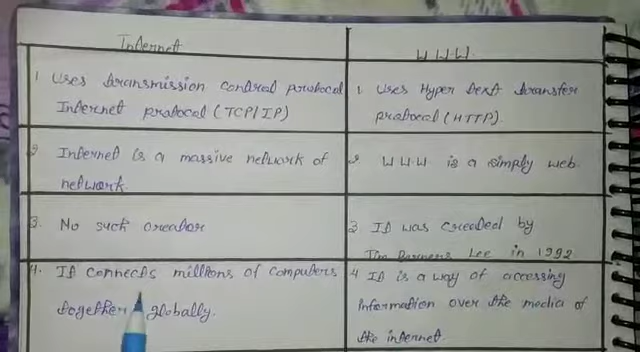 Internet
W W W.
1 Uses transmission control protocol
Internet protocol (TCP/IP)
1. Uses Hyper text transfer
protocol (HTTP).
2 Internet is a massive network of
network.
2 W W W is a simply web
3. No such creator
3 It was created by
Tim Barners Lee in 1992
4. It connects millions of computers
together globally.
4 It is a way of accessing
information over the media of
the internet.